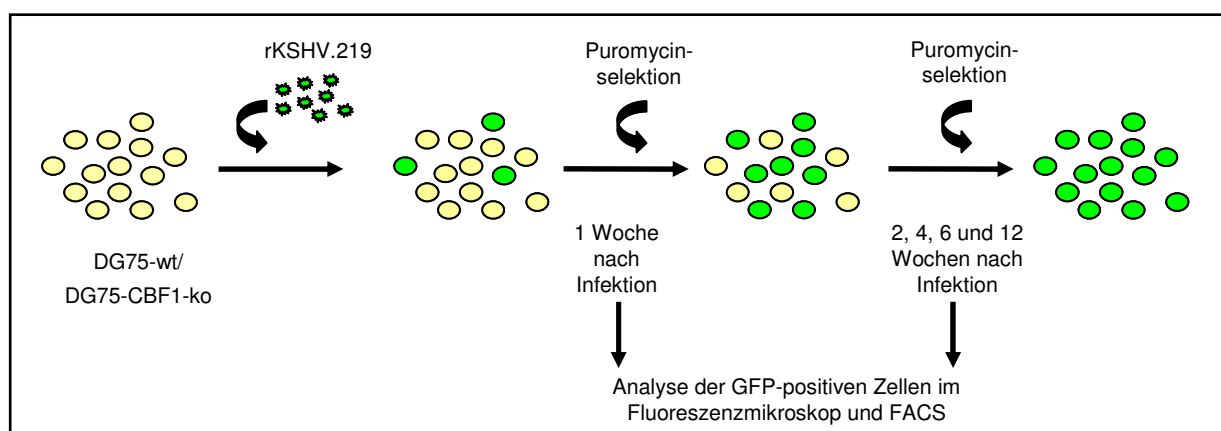 rKSHV.219
Puromycin-
selektion
Puromycin-
selektion
DG75-wt/
DG75-CBF1-ko
1 Woche
nach
Infektion
2, 4, 6 und 12
Wochen nach
Infektion
Analyse der GFP-positiven Zellen im
Fluoreszenzmikroskop und FACS